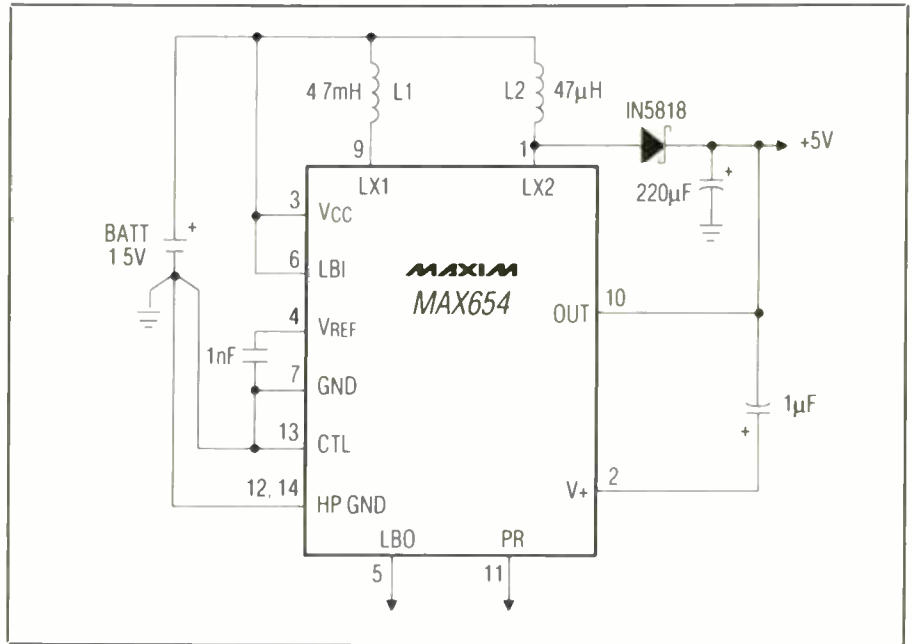 4 7mH
L1
L2
47µH
IN5818
+5V
9
1
LX1
LX2
220µF
+
3
VCC
BATT
1 5V
+
6
LBI
MAXIM
MAX654
4
VREF
OUT
10
1nF
7
GND
1µF
+
13
CTL
12, 14
HP GND
V+
2
LBO
PR
5
11